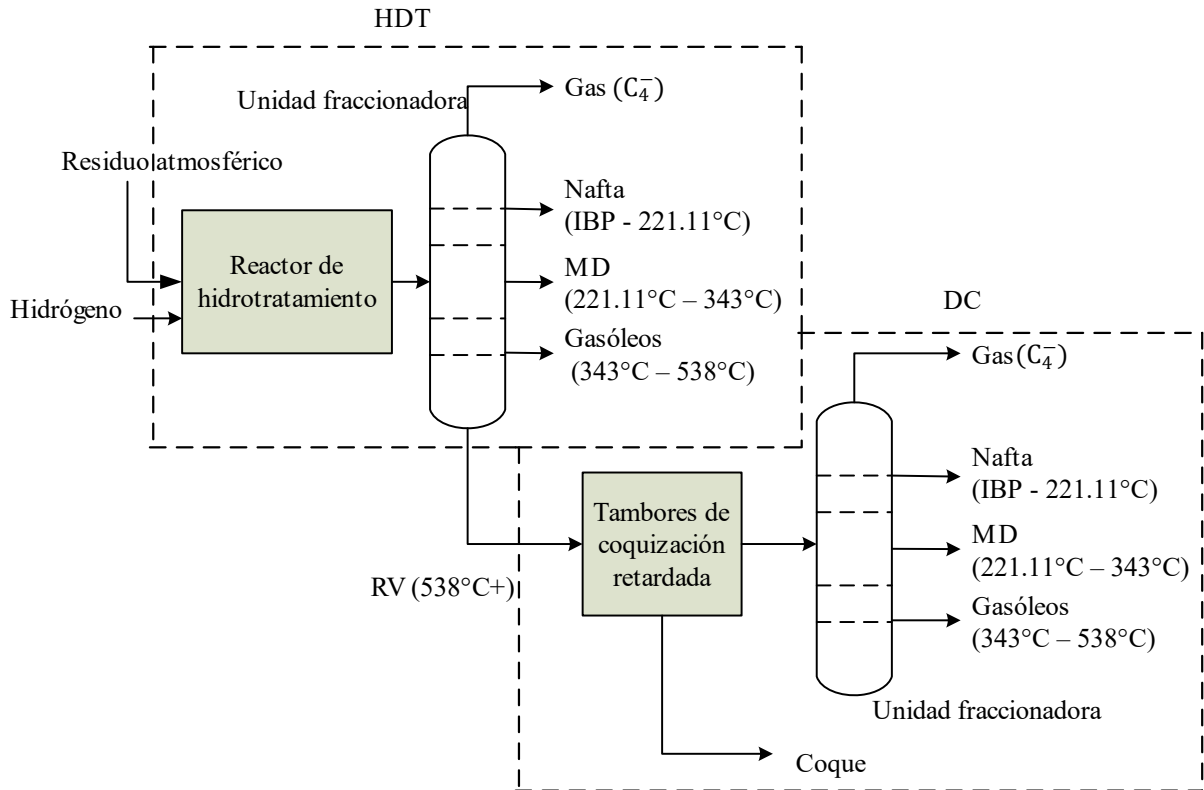 HDT
Unidad fraccionadora
Gas (C₄⁻)
Residuo atmosférico
Nafta
(IBP - 221.11°C)
Reactor de
hidrotratamiento
MD
(221.11°C – 343°C)
Hidrógeno
Gasóleos
(343°C – 538°C)
DC
Gas (C₄⁻)
Nafta
(IBP - 221.11°C)
Tambores de
coquización
retardada
MD
(221.11°C – 343°C)
RV (538°C+)
Gasóleos
(343°C – 538°C)
Unidad fraccionadora
Coque